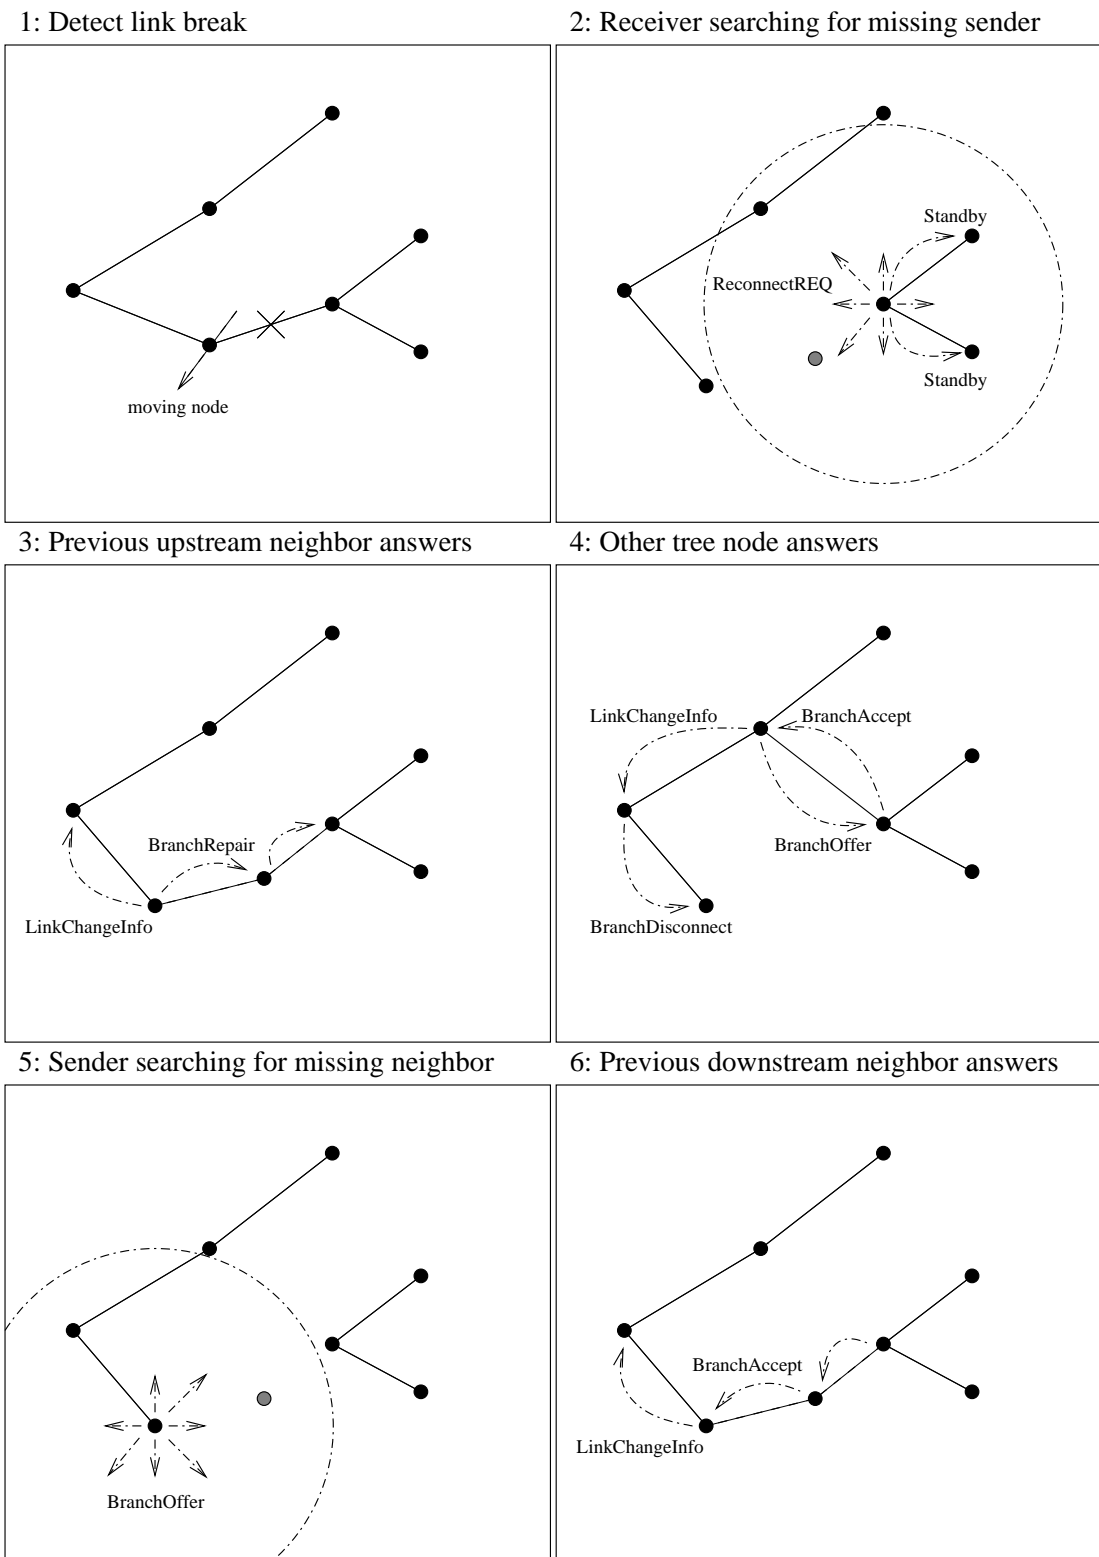 1: Detect link break
moving node
2: Receiver searching for missing sender
Standby
ReconnectREQ
Standby
3: Previous upstream neighbor answers
BranchRepair
LinkChangeInfo
4: Other tree node answers
LinkChangeInfo
BranchAccept
BranchOffer
BranchDisconnect
5: Sender searching for missing neighbor
BranchOffer
6: Previous downstream neighbor answers
BranchAccept
LinkChangeInfo